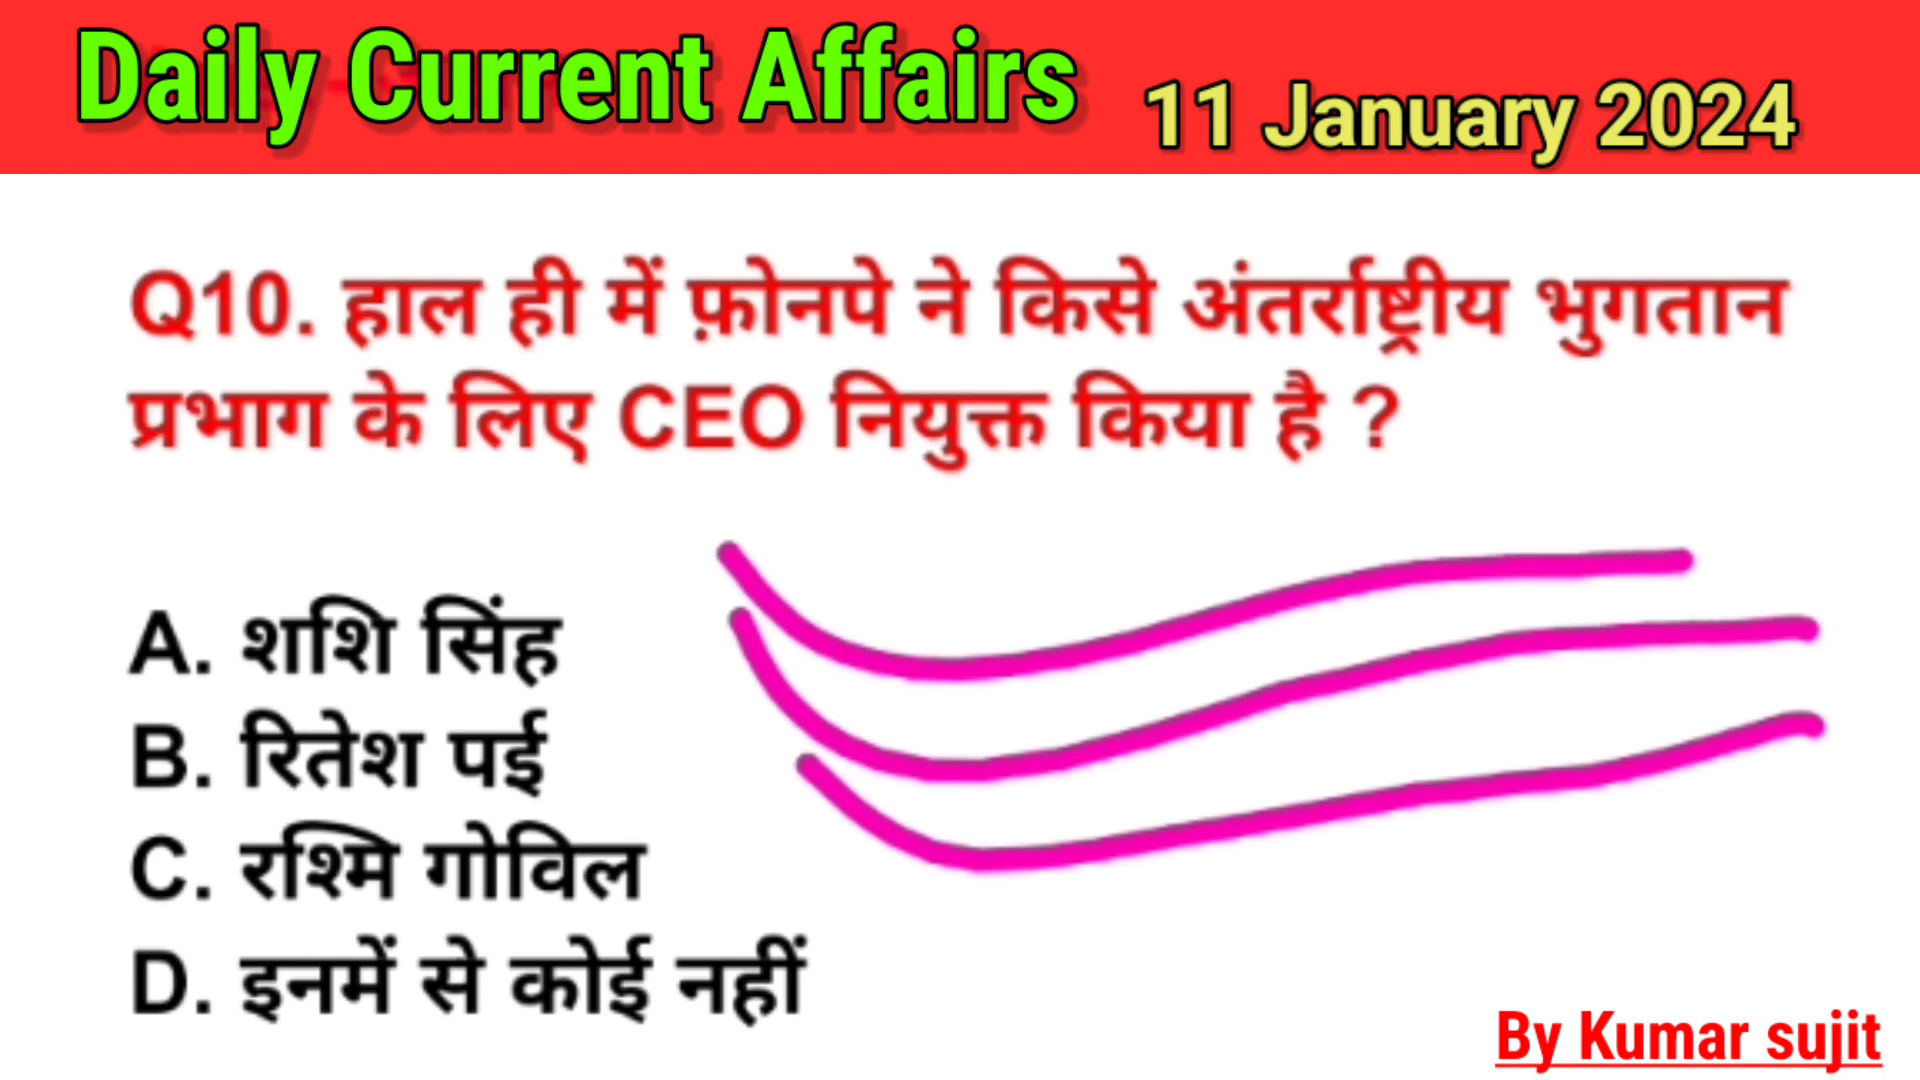 Daily Current Affairs 11 January 2024
Q10. हाल ही में फ़ोनपे ने किसे अंतर्राष्ट्रीय भुगतान
प्रभाग के लिए CEO नियुक्त किया है ?
A. शशि सिंह
B. रितेश पई
C. रश्मि गोविल
D. इनमें से कोई नहीं
By Kumar sujit